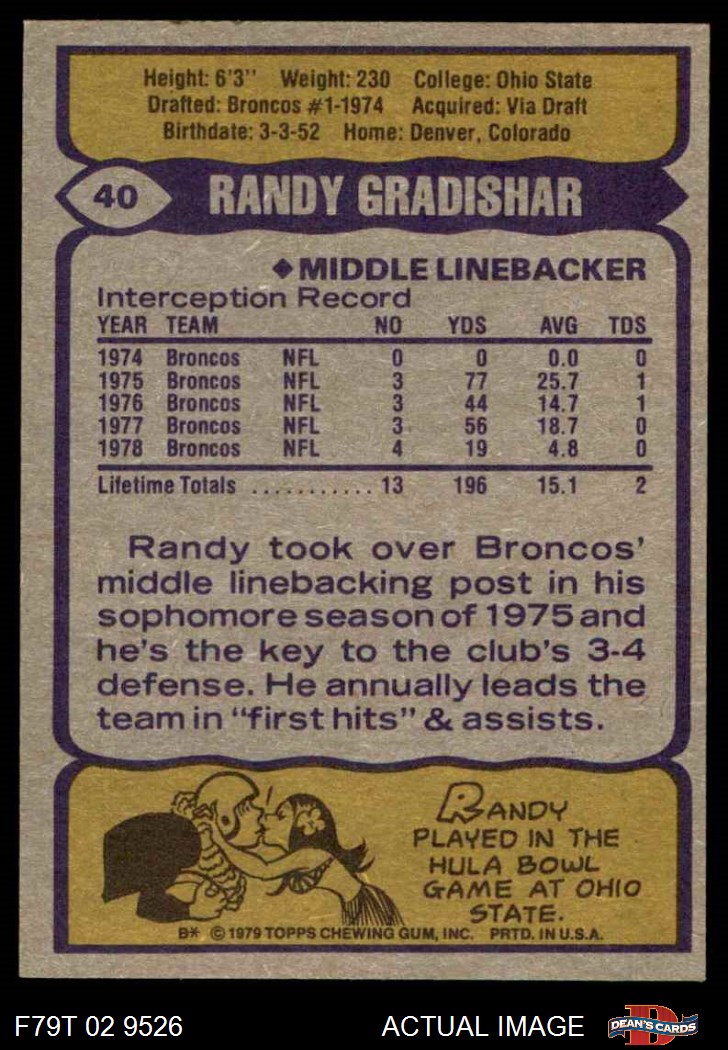 Height: 6'3" Weight: 230 College: Ohio State
Drafted: Broncos #1-1974 Acquired: Via Draft
Birthdate: 3-3-52 Home: Denver, Colorado
40 RANDY GRADISHAR
◆MIDDLE LINEBACKER
Interception Record
YEAR TEAM NO YDS AVG TDS
1974 Broncos NFL 0 0 0.0 0
1975 Broncos NFL 3 77 25.7 1
1976 Broncos NFL 3 44 14.7 1
1977 Broncos NFL 3 56 18.7 0
1978 Broncos NFL 4 19 4.8 0
Lifetime Totals ............ 13 196 15.1 2
Randy took over Broncos'
middle linebacking post in his
sophomore season of 1975 and
he's the key to the club's 3-4
defense. He annually leads the
team in "first hits" & assists.
RANDY
PLAYED IN THE
HULA BOWL
GAME AT OHIO
STATE.
B* © 1979 TOPPS CHEWING GUM, INC. PRTD. IN U.S.A.
F79T 02 9526 ACTUAL IMAGE D DEAN'S CARDS